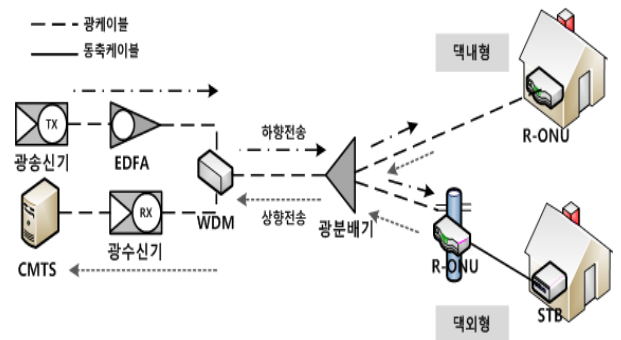 광케이블
동축케이블
댁내형
TX
광송신기
EDFA
하향전송
R-ONU
CMTS
RX
광수신기
WDM
상향전송
광분배기
R-ONU
STB
댁외형